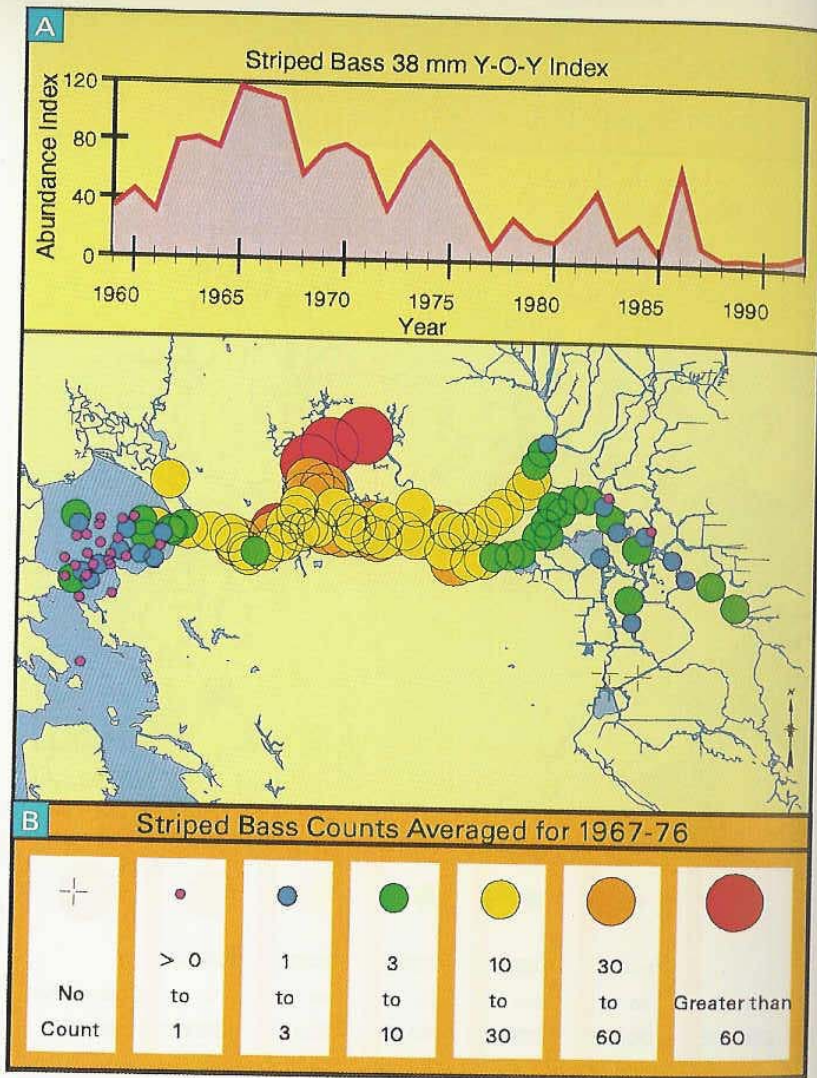 A
Striped Bass 38 mm Y-O-Y Index
Abundance Index
120
80
40
0
1960 1965 1970 1975 1980 1985 1990
Year
N
B
Striped Bass Counts Averaged for 1967-76
No
Count
> 0
to
1
1
to
3
3
to
10
10
to
30
30
to
60
Greater than
60